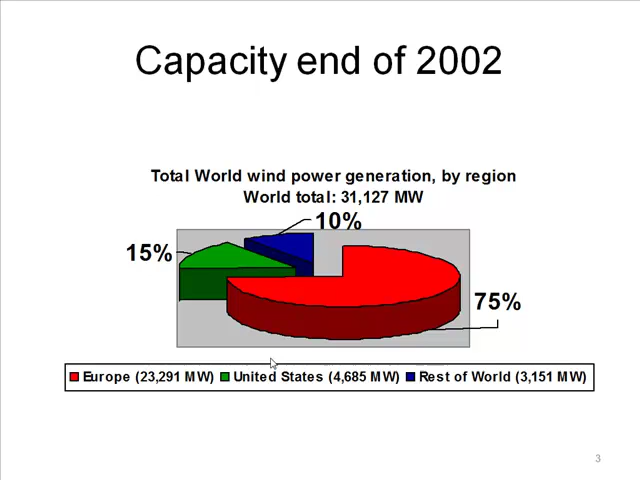 Capacity end of 2002
Total World wind power generation, by region
World total: 31,127 MW
10%
15%
75%
Europe (23,291 MW) United States (4,685 MW) Rest of World (3,151 MW)
3